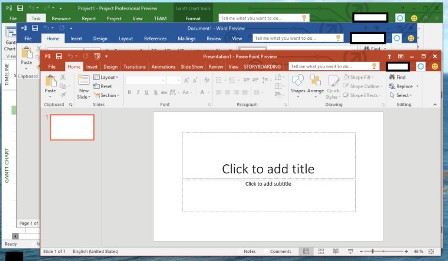 Project1 - Project Professional Preview
File Task Resource Report Project View TEAM Format Tell me what you want to do...
Document1 - Word Preview
File Home Insert Design Layout References Mailings Review View Tell me what you want to do...
Presentation1 - PowerPoint Preview
File Home Insert Design Transitions Animations Slide Show Review View STORYBOARDING Tell me what you want to do...
Paste New Slide Layout Reset Section Shapes Arrange Quick Styles Shape Fill Shape Outline Shape Effects Find Replace Select
Clipboard Slides Font Paragraph Drawing Editing
TIMELINE
GANTT CHART
1
Click to add title
Click to add subtitle
Page 1 of
Ready
Slide 1 of 1 English (United States) Notes Comments 46%